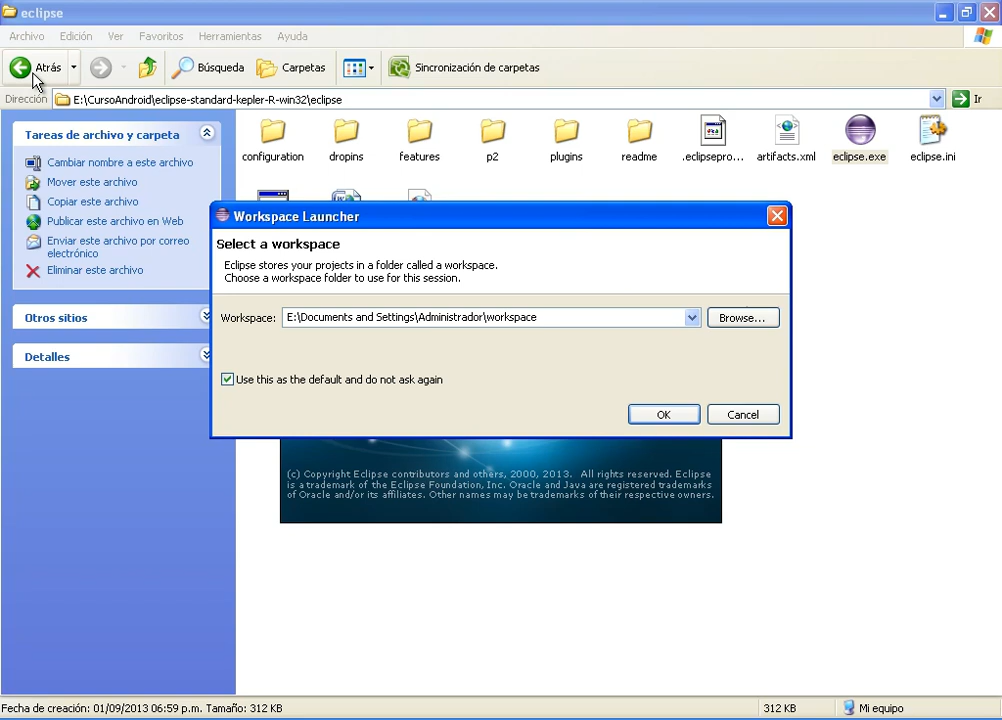 eclipse
Archivo Edición Ver Favoritos Herramientas Ayuda
Atrás Búsqueda Carpetas Sincronización de carpetas
Dirección E:\CursoAndroid\eclipse-standard-kepler-R-win32\eclipse Ir
Tareas de archivo y carpeta
Cambiar nombre a este archivo
Mover este archivo
Copiar este archivo
Publicar este archivo en Web
Enviar este archivo por correo
electrónico
Eliminar este archivo
Otros sitios
Detalles
configuration dropins features p2 plugins readme .eclipsepro... artifacts.xml eclipse.exe eclipse.ini
Workspace Launcher
Select a workspace
Eclipse stores your projects in a folder called a workspace.
Choose a workspace folder to use for this session.
Workspace: E:\Documents and Settings\Administrador\workspace Browse...
Use this as the default and do not ask again
OK Cancel
(c) Copyright Eclipse contributors and others, 2000, 2013. All rights reserved. Eclipse
is a trademark of the Eclipse Foundation, Inc. Oracle and Java are registered trademarks
of Oracle and/or its affiliates. Other names may be trademarks of their respective owners.
Fecha de creación: 01/09/2013 06:59 p.m. Tamaño: 312 KB 312 KB Mi equipo